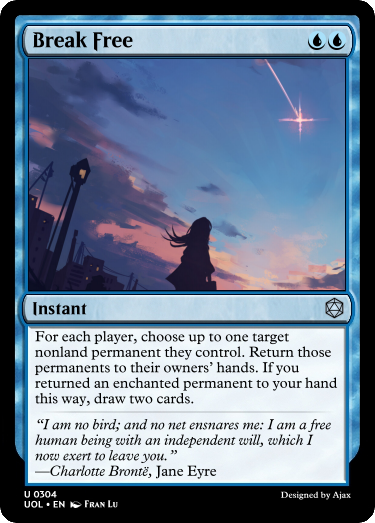 Break Free
Instant
For each player, choose up to one target
nonland permanent they control. Return those
permanents to their owners' hands. If you
returned an enchanted permanent to your hand
this way, draw two cards.
“I am no bird; and no net ensnares me: I am a free
human being with an independent will, which I
now exert to leave you.”
—Charlotte Brontë, Jane Eyre
U 0304
UOL • EN Fran Lu
Designed by Ajax